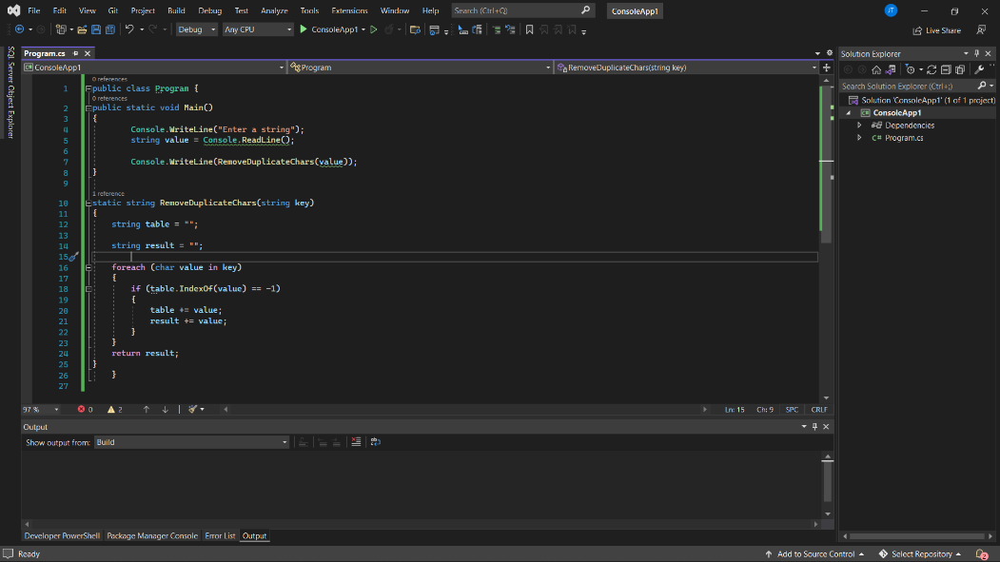 File Edit View Git Project Build Debug Test Analyze Tools Extensions Window Help Search (Ctrl+Q) ConsoleApp1 JT
Debug Any CPU ConsoleApp1 Live Share
SQL Server Object Explorer
Program.cs
ConsoleApp1 Program RemoveDuplicateChars(string key)
0 references
1 public class Program {
0 references
2 public static void Main()
3 {
4 Console.WriteLine("Enter a string");
5 string value = Console.ReadLine();
6
7 Console.WriteLine(RemoveDuplicateChars(value));
8 }
9
1 reference
10 static string RemoveDuplicateChars(string key)
11 {
12 string table = "";
13
14 string result = "";
15
16 foreach (char value in key)
17 {
18 if (table.IndexOf(value) == -1)
19 {
20 table += value;
21 result += value;
22 }
23 }
24 return result;
25 }
26 }
27
97 % 0 2 Ln: 15 Ch: 9 SPC CRLF
Output
Show output from: Build
Developer PowerShell Package Manager Console Error List Output
Solution Explorer
Search Solution Explorer (Ctrl+;)
Solution 'ConsoleApp1' (1 of 1 project)
ConsoleApp1
Dependencies
C# Program.cs
Ready Add to Source Control Select Repository 2